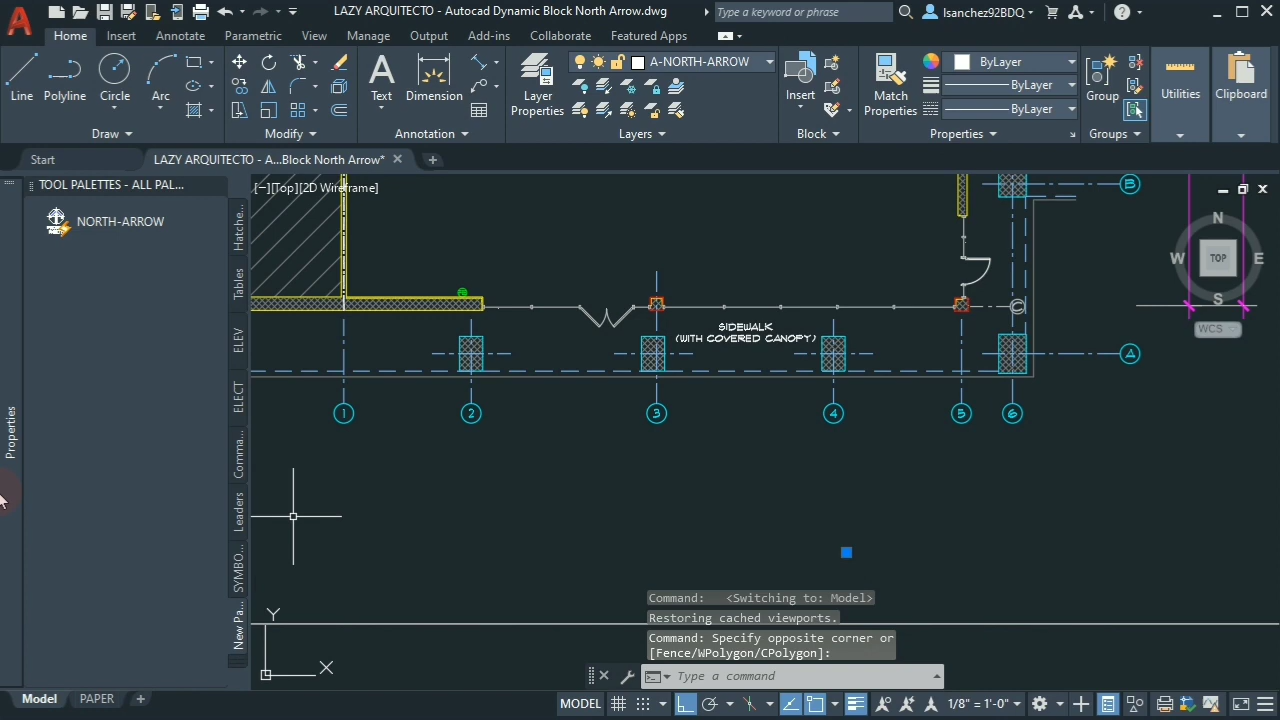 LAZY ARQUITECTO - Autocad Dynamic Block North Arrow.dwg
Type a keyword or phrase
lsanchez92BDQ
Home
Insert
Annotate
Parametric
View
Manage
Output
Add-ins
Collaborate
Featured Apps
Line
Polyline
Circle
Arc
Draw
Modify
Text
Dimension
Annotation
Layer
Properties
A-NORTH-ARROW
Layers
Insert
Block
Match
Properties
ByLayer
ByLayer
ByLayer
Properties
Group
Groups
Utilities
Clipboard
Start
LAZY ARQUITECTO - A...Block North Arrow*
TOOL PALETTES - ALL PAL...
NORTH-ARROW
Properties
Hatche...
Tables
ELEV
ELECT
Comma...
Leaders
SYMBO...
New Pa...
[−][Top][2D Wireframe]
B
N
W
TOP
E
S
WCS
SIDEWALK
(WITH COVERED CANOPY)
A
1
2
3
4
5
6
Command: <Switching to: Model>
Restoring cached viewports.
Command: Specify opposite corner or
[Fence/WPolygon/CPolygon]:
Type a command
Y
X
Model
PAPER
MODEL
1/8" = 1'-0"